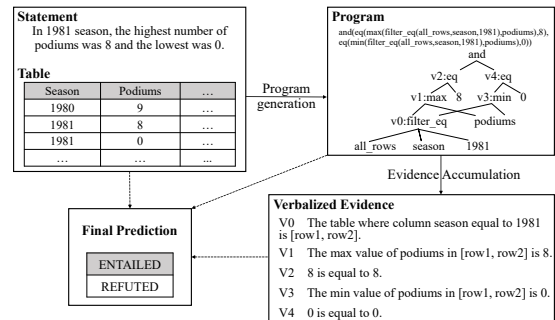 Statement
In 1981 season, the highest number of
podiums was 8 and the lowest was 0.
Table
Season Podiums …
1980 9 …
1981 8 …
1981 0 …
… … ...
Program
generation
Program
and(eq(max(filter_eq(all_rows,season,1981),podiums),8),
eq(min(filter_eq(all_rows,season,1981),podiums),0))
and
v2:eq v4:eq
v1:max 8 v3:min 0
v0:filter_eq podiums
all_rows season 1981
Evidence Accumulation
Final Prediction
ENTAILED
REFUTED
Verbalized Evidence
V0 The table where column season equal to 1981
is [row1, row2].
V1 The max value of podiums in [row1, row2] is 8.
V2 8 is equal to 8.
V3 The min value of podiums in [row1, row2] is 0.
V4 0 is equal to 0.